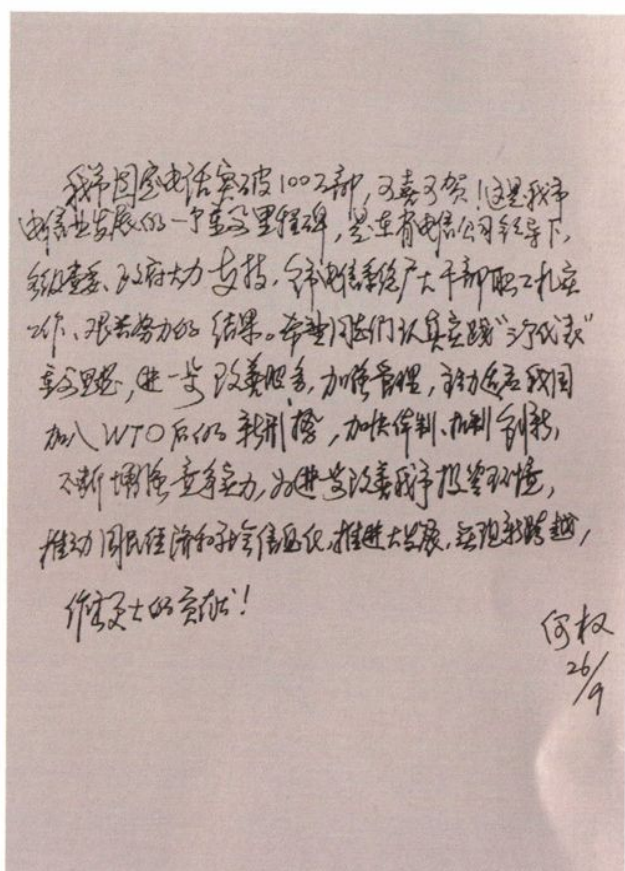 我市固定电话突破100万部，可喜可贺！这是我市
电信业发展的一个重要里程碑，是在省电信公司领导下，
各级党委、政府大力支持，全市电信系统广大干部职工扎实
工作、艰苦努力的结果。希望同志们认真实践“三个代表”
重要思想，进一步改善服务，加强管理，主动适应我国
加入WTO后的新形势，加快体制、机制创新，
不断增强竞争实力，为进一步改善我市投资环境，
推动国民经济和社会信息化，推进大发展，实现新跨越，
作出更大的贡献！
何权
26/9